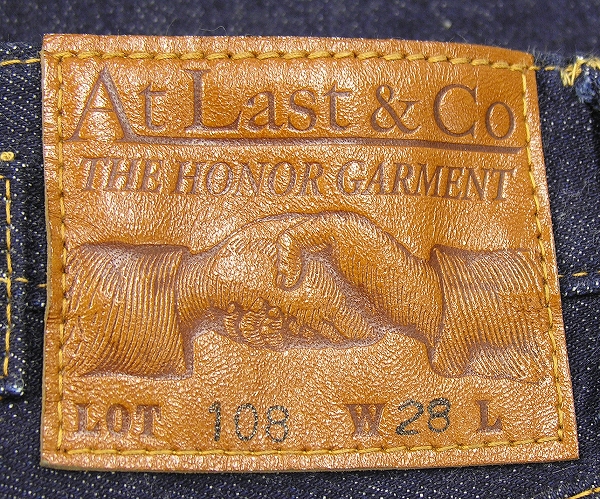 At Last & Co
THE HONOR GARMENT
LOT 108 W 28 L